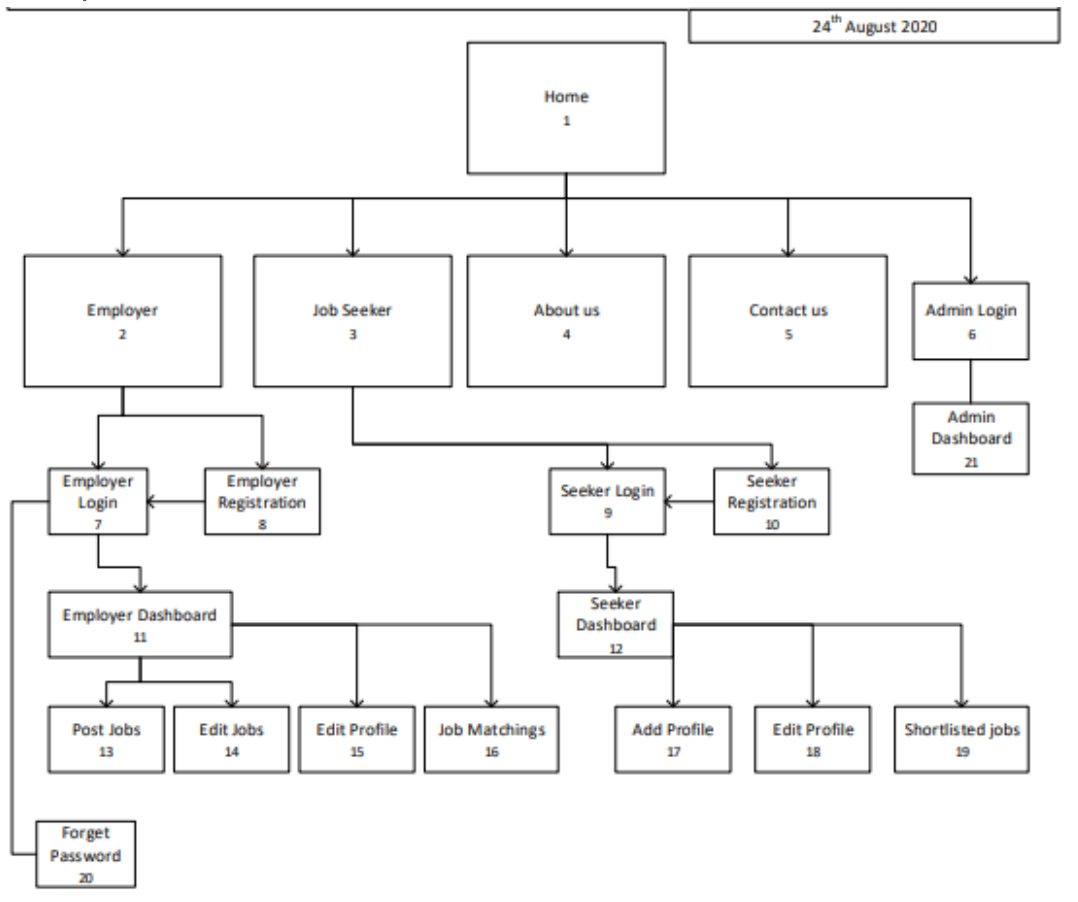 24th August 2020
Home
1
Employer
2
Job Seeker
3
About us
4
Contact us
5
Admin Login
6
Admin
Dashboard
21
Employer
Login
7
Employer
Registration
8
Seeker Login
9
Seeker
Registration
10
Employer Dashboard
11
Seeker
Dashboard
12
Post Jobs
13
Edit Jobs
14
Edit Profile
15
Job Matchings
16
Add Profile
17
Edit Profile
18
Shortlisted jobs
19
Forget
Password
20